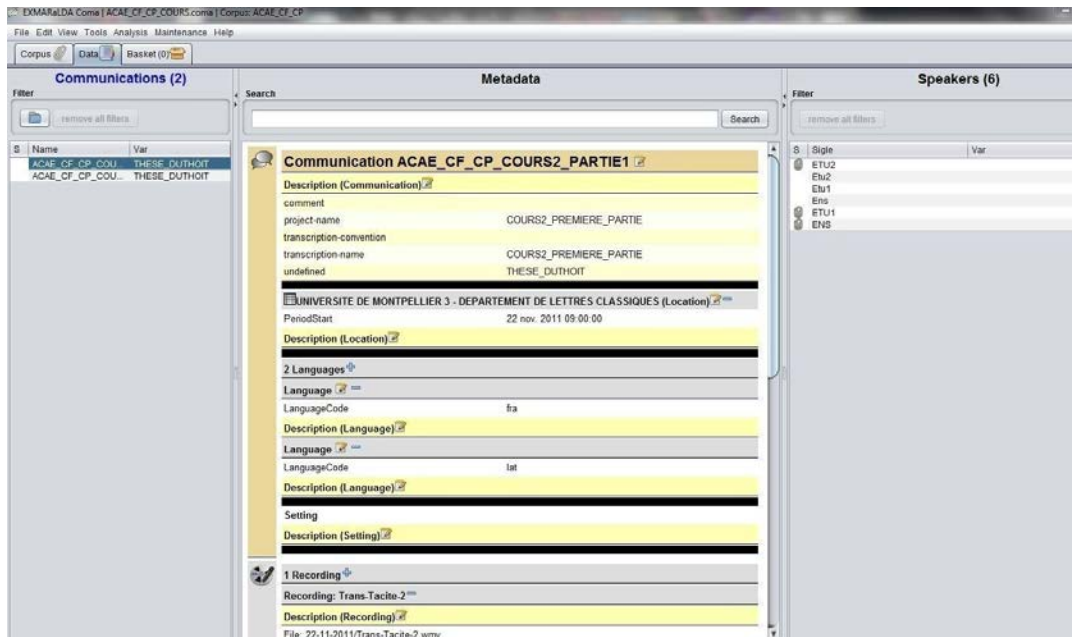 EXMARaLDA Coma | ACAE_CF_CP_COURS.coma | Corpus: ACAE_CF_CP
File Edit View Tools Analysis Maintenance Help
Corpus Data Basket (0)
Communications (2)
Filter
remove all filters
S Name Var
ACAE_CF_CP_COU... THESE_DUTHOIT
ACAE_CF_CP_COU... THESE_DUTHOIT
Metadata
Search
Search
Communication ACAE_CF_CP_COURS2_PARTIE1
Description (Communication)
comment
project-name COURS2_PREMIERE_PARTIE
transcription-convention
transcription-name COURS2_PREMIERE_PARTIE
undefined THESE_DUTHOIT
UNIVERSITE DE MONTPELLIER 3 - DEPARTEMENT DE LETTRES CLASSIQUES (Location)
PeriodStart 22 nov. 2011 09:00:00
Description (Location)
2 Languages
Language
LanguageCode fra
Description (Language)
Language
LanguageCode lat
Description (Language)
Setting
Description (Setting)
1 Recording
Recording: Trans-Tacite-2
Description (Recording)
File: 22-11-2011/Trans-Tacite-2.wmv
Speakers (6)
Filter
remove all filters
S Sigle Var
ETU2
Etu2
Etu1
Ens
ETU1
ENS